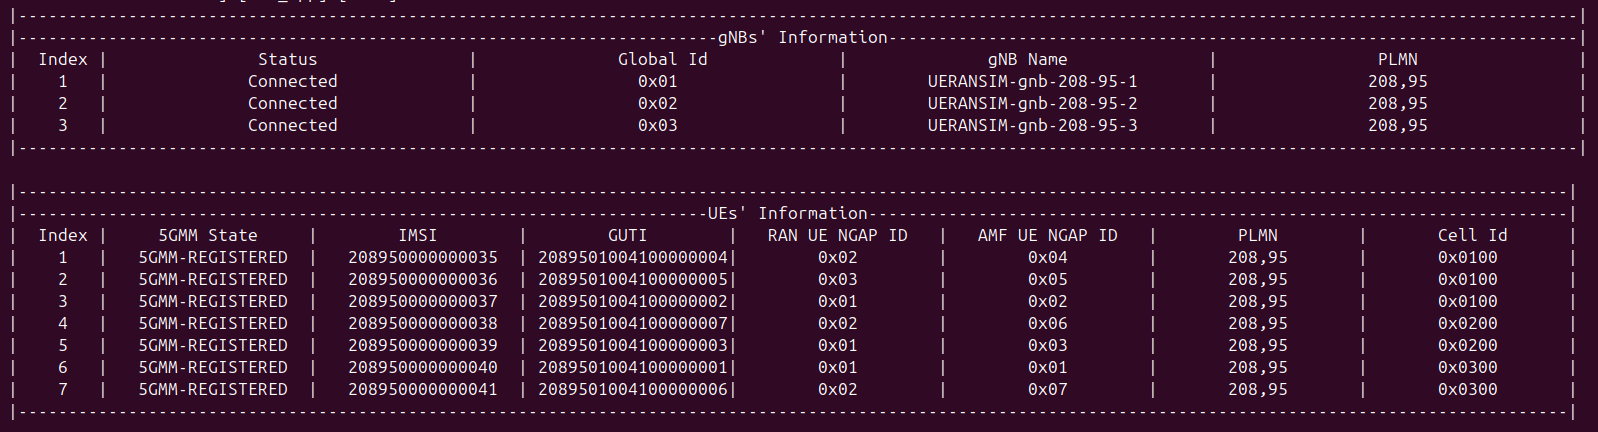 |------------------------------------------------------------------------------------------------------------------------------------------------------------|
|----------------------------------------------------------------------gNBs' Information---------------------------------------------------------------------|
| Index | Status | Global Id | gNB Name | PLMN |
| 1 | Connected | 0x01 | UERANSIM-gnb-208-95-1 | 208,95 |
| 2 | Connected | 0x02 | UERANSIM-gnb-208-95-2 | 208,95 |
| 3 | Connected | 0x03 | UERANSIM-gnb-208-95-3 | 208,95 |
|------------------------------------------------------------------------------------------------------------------------------------------------------------|
|-----------------------------------------------------------------------------------------------------------------------------------------------------------|
|---------------------------------------------------------------------UEs' Information----------------------------------------------------------------------|
| Index | 5GMM State | IMSI | GUTI | RAN UE NGAP ID | AMF UE NGAP ID | PLMN | Cell Id |
| 1 | 5GMM-REGISTERED | 208950000000035 | 2089501004100000004| 0x02 | 0x04 | 208,95 | 0x0100 |
| 2 | 5GMM-REGISTERED | 208950000000036 | 2089501004100000005| 0x03 | 0x05 | 208,95 | 0x0100 |
| 3 | 5GMM-REGISTERED | 208950000000037 | 2089501004100000002| 0x01 | 0x02 | 208,95 | 0x0100 |
| 4 | 5GMM-REGISTERED | 208950000000038 | 2089501004100000007| 0x02 | 0x06 | 208,95 | 0x0200 |
| 5 | 5GMM-REGISTERED | 208950000000039 | 2089501004100000003| 0x01 | 0x03 | 208,95 | 0x0200 |
| 6 | 5GMM-REGISTERED | 208950000000040 | 2089501004100000001| 0x01 | 0x01 | 208,95 | 0x0300 |
| 7 | 5GMM-REGISTERED | 208950000000041 | 2089501004100000006| 0x02 | 0x07 | 208,95 | 0x0300 |
|-----------------------------------------------------------------------------------------------------------------------------------------------------------|